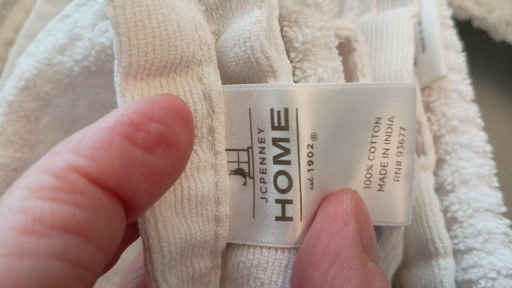 JCPENNEY
HOME
est. 1902®
100% COTTON
MADE IN INDIA
RN# 93677